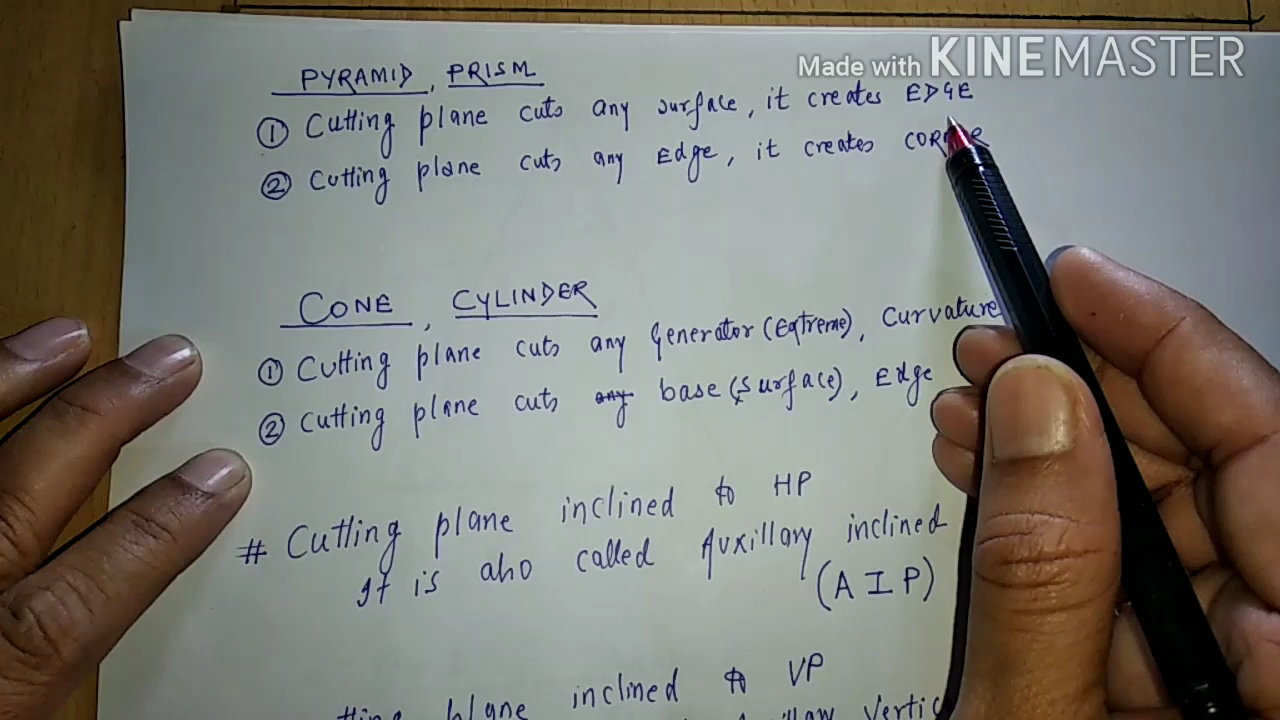 Made with KINEMASTER
PYRAMID, PRISM
① Cutting plane cuts any surface, it creates EDGE
② Cutting plane cuts any Edge, it creates
CONE, CYLINDER
① Cutting plane cuts any Generator (Extreme), Curvature
② Cutting plane cuts any base (Surface), Edge
# Cutting plane inclined to HP
It is also called Auxillary inclined
(AIP)
plane inclined to VP